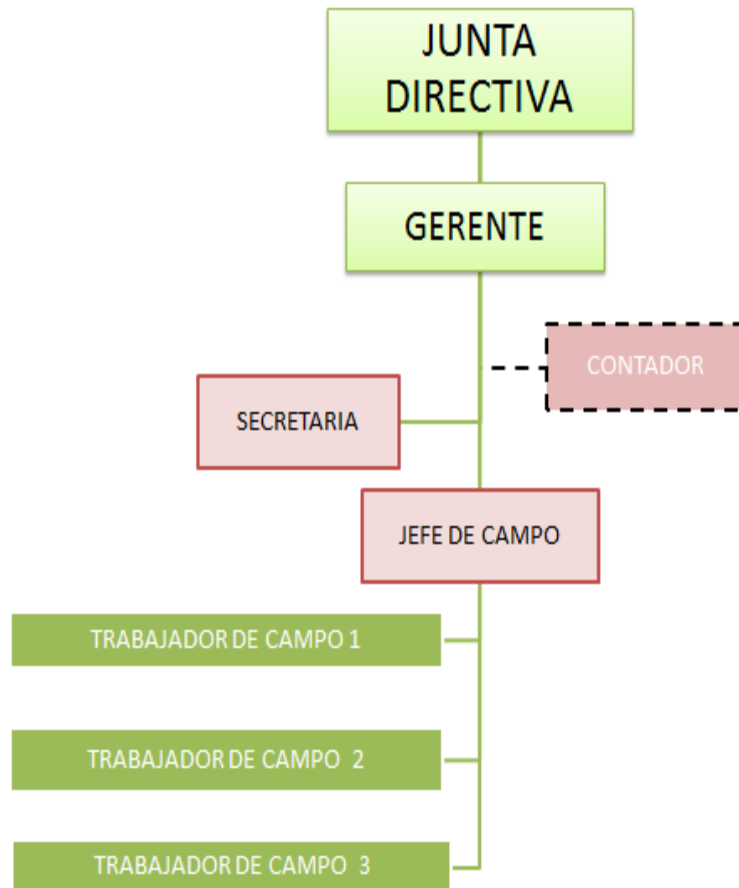 JUNTA
DIRECTIVA
GERENTE
CONTADOR
SECRETARIA
JEFE DE CAMPO
TRABAJADOR DE CAMPO 1
TRABAJADOR DE CAMPO 2
TRABAJADOR DE CAMPO 3